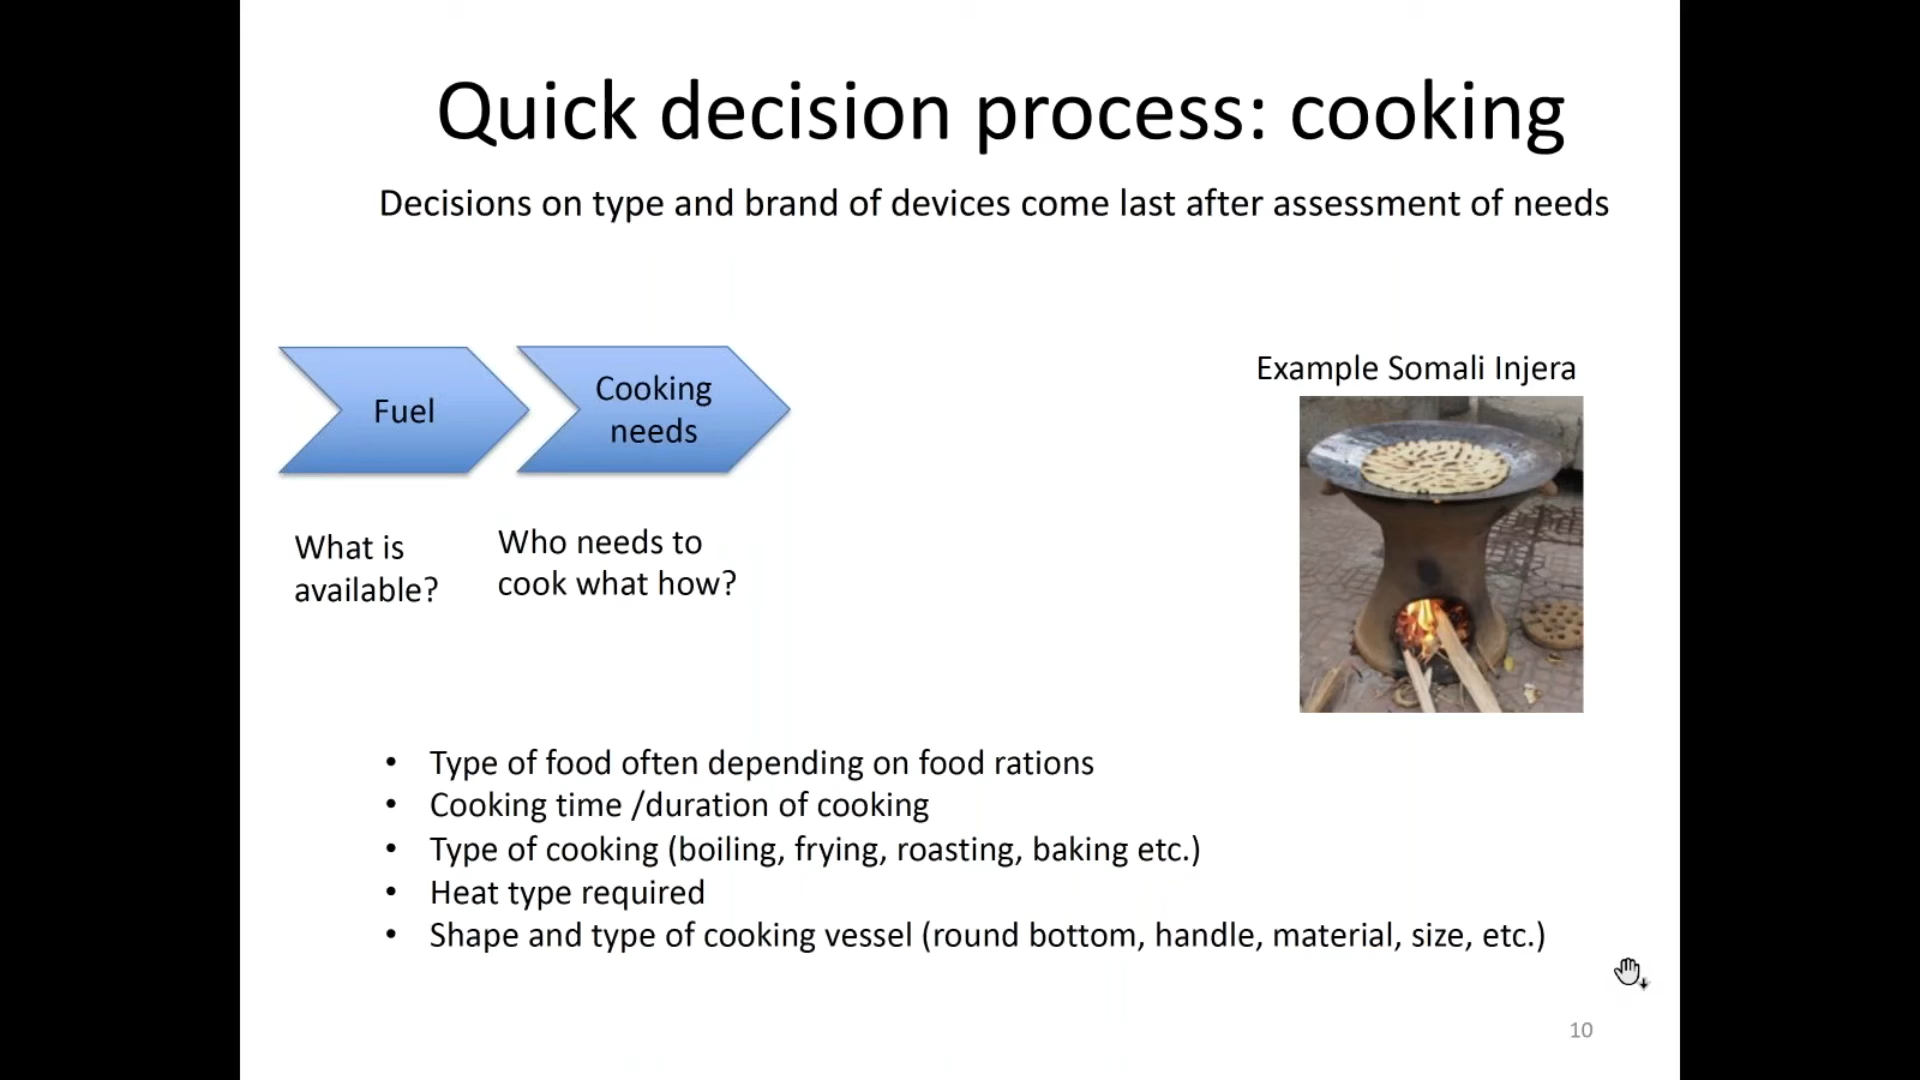 Quick decision process: cooking
Decisions on type and brand of devices come last after assessment of needs
Fuel
Cooking
needs
Example Somali Injera
What is
available?
Who needs to
cook what how?
• Type of food often depending on food rations
• Cooking time /duration of cooking
• Type of cooking (boiling, frying, roasting, baking etc.)
• Heat type required
• Shape and type of cooking vessel (round bottom, handle, material, size, etc.)
10